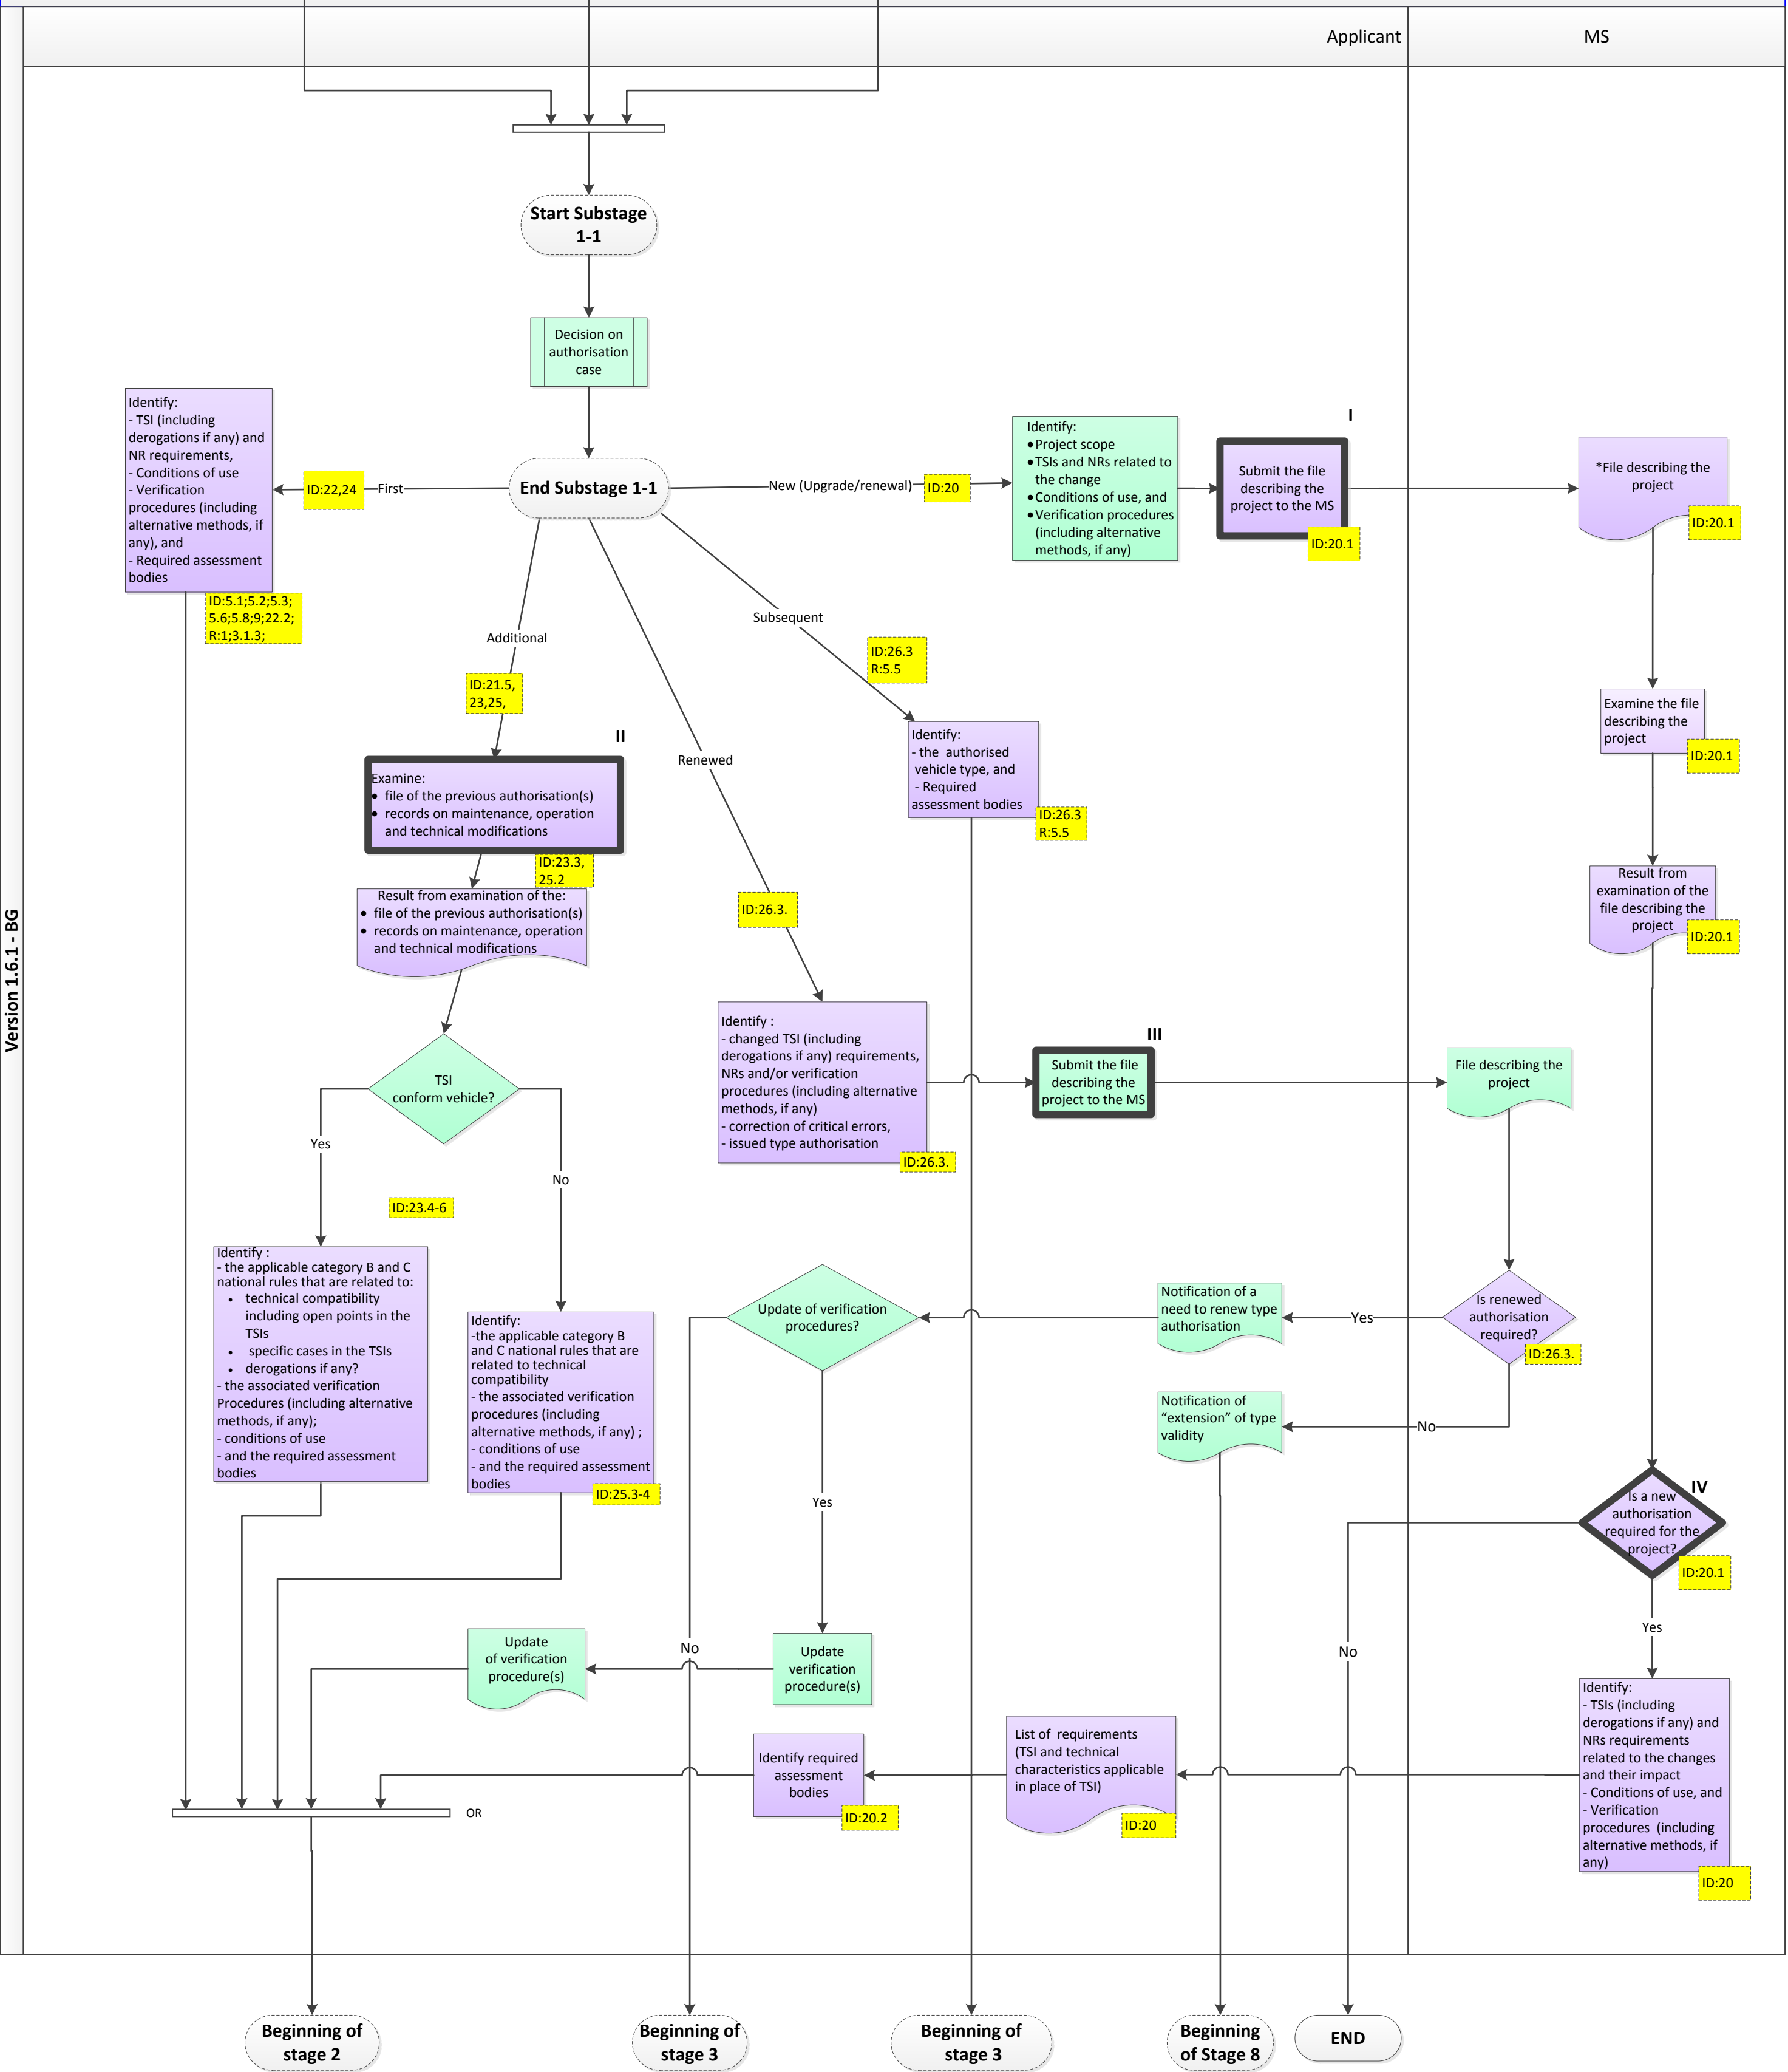 Applicant
MS
Version 1.6.1 - BG
Start Substage
1-1
Decision on
authorisation
case
End Substage 1-1
First
ID:22,24
Identify:
- TSI (including
derogations if any) and
NR requirements,
- Conditions of use
- Verification
procedures (including
alternative methods, if
any), and
- Required assessment
bodies
ID:5.1;5.2;5.3;
5.6;5.8;9;22.2;
R:1;3.1.3;
New (Upgrade/renewal)
ID:20
Identify:
• Project scope
• TSIs and NRs related to
the change
• Conditions of use, and
• Verification procedures
(including alternative
methods, if any)
I
Submit the file
describing the
project to the MS
ID:20.1
*File describing the
project
ID:20.1
Examine the file
describing the
project
ID:20.1
Result from
examination of the
file describing the
project
ID:20.1
Additional
ID:21.5,
23,25,
II
Examine:
• file of the previous authorisation(s)
• records on maintenance, operation
and technical modifications
ID:23.3,
25.2
Result from examination of the:
• file of the previous authorisation(s)
• records on maintenance, operation
and technical modifications
Subsequent
ID:26.3
R:5.5
Identify:
- the authorised
vehicle type, and
- Required
assessment bodies
ID:26.3
R:5.5
Renewed
ID:26.3.
Identify :
- changed TSI (including
derogations if any) requirements,
NRs and/or verification
procedures (including alternative
methods, if any)
- correction of critical errors,
- issued type authorisation
ID:26.3.
III
Submit the file
describing the
project to the MS
File describing the
project
TSI
conform vehicle?
Yes
No
ID:23.4-6
Identify :
- the applicable category B and C
national rules that are related to:
• technical compatibility
including open points in the
TSIs
• specific cases in the TSIs
• derogations if any?
- the associated verification
Procedures (including alternative
methods, if any);
- conditions of use
- and the required assessment
bodies
Identify:
-the applicable category B
and C national rules that are
related to technical
compatibility
- the associated verification
procedures (including
alternative methods, if any) ;
- conditions of use
- and the required assessment
bodies
ID:25.3-4
Update of verification
procedures?
Notification of a
need to renew type
authorisation
Yes
Is renewed
authorisation
required?
ID:26.3.
Notification of
“extension” of type
validity
No
Yes
No
IV
Is a new
authorisation
required for the
project?
ID:20.1
No
Yes
Update
of verification
procedure(s)
Update
verification
procedure(s)
Identify required
assessment
bodies
ID:20.2
List of requirements
(TSI and technical
characteristics applicable
in place of TSI)
ID:20
Identify:
- TSIs (including
derogations if any) and
NRs requirements
related to the changes
and their impact
- Conditions of use, and
- Verification
procedures (including
alternative methods, if
any)
ID:20
OR
Beginning of
stage 2
Beginning of
stage 3
Beginning of
stage 3
Beginning
of Stage 8
END